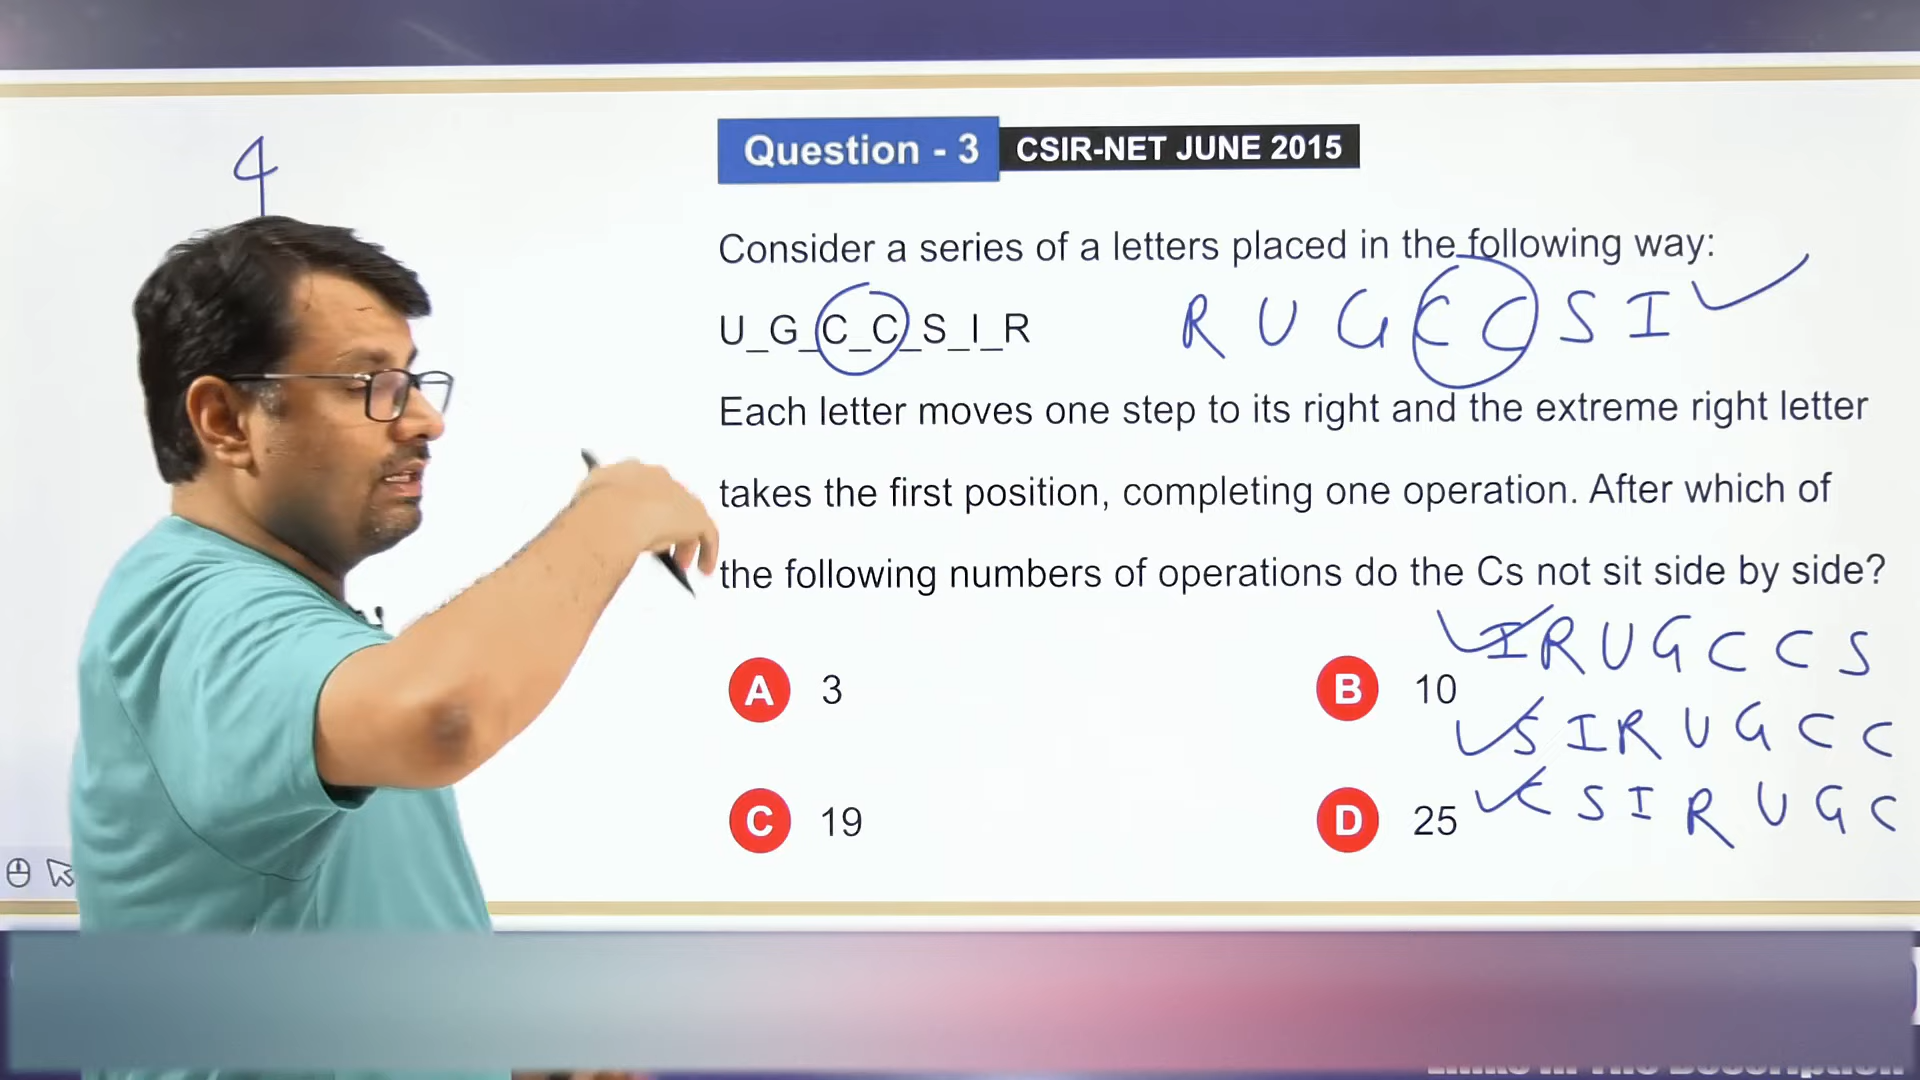 4
Question - 3 CSIR-NET JUNE 2015
Consider a series of a letters placed in the following way:
U_G_C_C_S_I_R R U G C C S I
Each letter moves one step to its right and the extreme right letter
takes the first position, completing one operation. After which of
the following numbers of operations do the Cs not sit side by side?
I R U G C C S
A 3 B 10
S I R U G C C
C S I R U G C
C 19 D 25